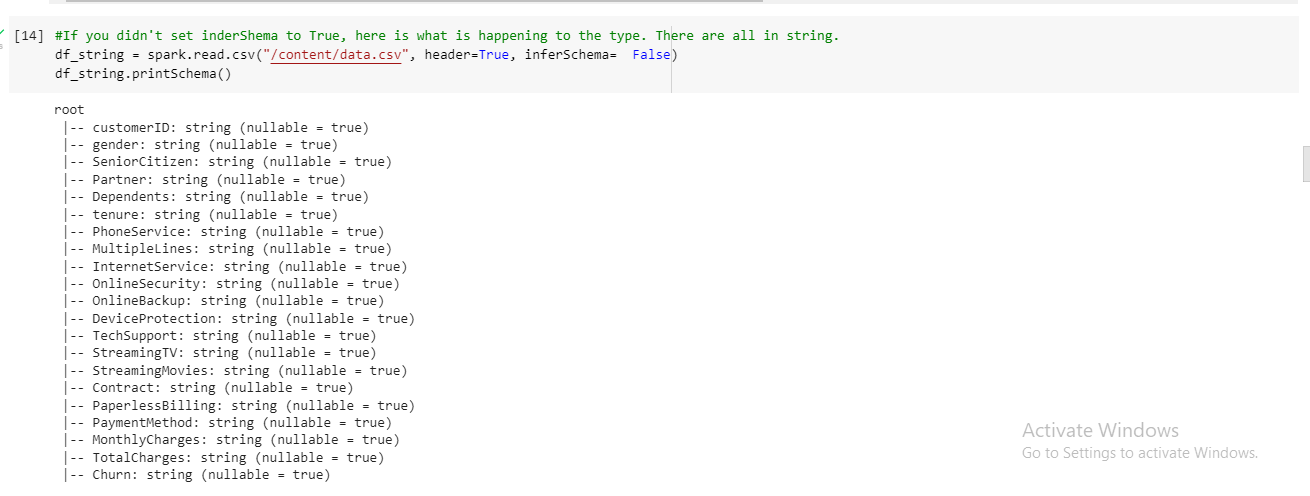 [14] #If you didn't set inderShema to True, here is what is happening to the type. There are all in string.
df_string = spark.read.csv("/content/data.csv", header=True, inferSchema=  False)
df_string.printSchema()
root
|-- customerID: string (nullable = true)
|-- gender: string (nullable = true)
|-- SeniorCitizen: string (nullable = true)
|-- Partner: string (nullable = true)
|-- Dependents: string (nullable = true)
|-- tenure: string (nullable = true)
|-- PhoneService: string (nullable = true)
|-- MultipleLines: string (nullable = true)
|-- InternetService: string (nullable = true)
|-- OnlineSecurity: string (nullable = true)
|-- OnlineBackup: string (nullable = true)
|-- DeviceProtection: string (nullable = true)
|-- TechSupport: string (nullable = true)
|-- StreamingTV: string (nullable = true)
|-- StreamingMovies: string (nullable = true)
|-- Contract: string (nullable = true)
|-- PaperlessBilling: string (nullable = true)
|-- PaymentMethod: string (nullable = true)
|-- MonthlyCharges: string (nullable = true)
|-- TotalCharges: string (nullable = true)
|-- Churn: string (nullable = true)
Activate Windows
Go to Settings to activate Windows.